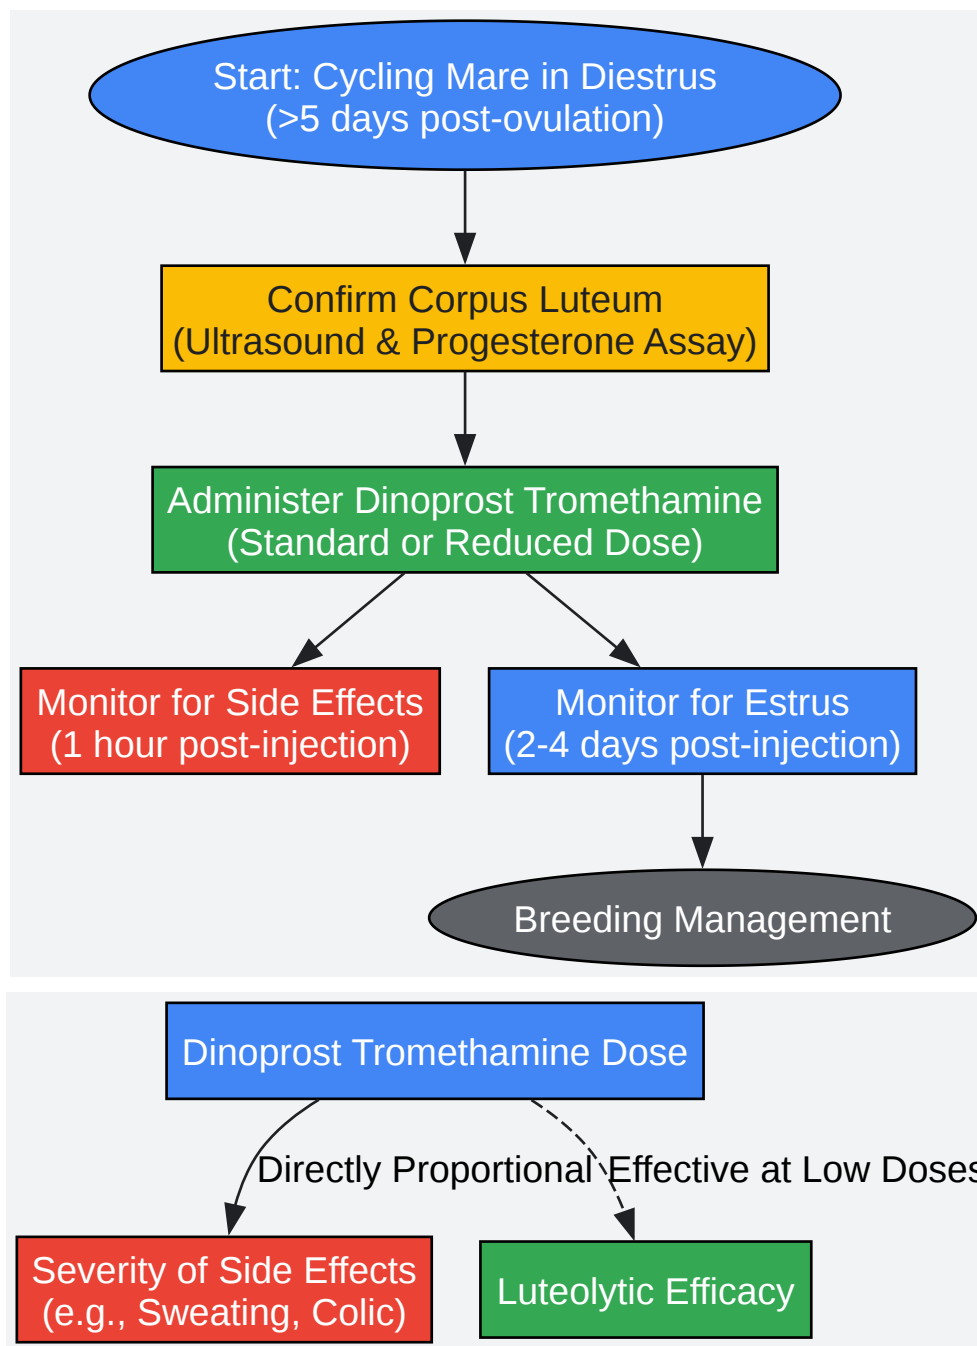 Start: Cycling Mare in Diestrus
(>5 days post-ovulation)
Confirm Corpus Luteum
(Ultrasound & Progesterone Assay)
Administer Dinoprost Tromethamine
(Standard or Reduced Dose)
Monitor for Side Effects
(1 hour post-injection)
Monitor for Estrus
(2-4 days post-injection)
Breeding Management
Dinoprost Tromethamine Dose
Directly Proportional
Effective at Low Doses
Severity of Side Effects
(e.g., Sweating, Colic)
Luteolytic Efficacy